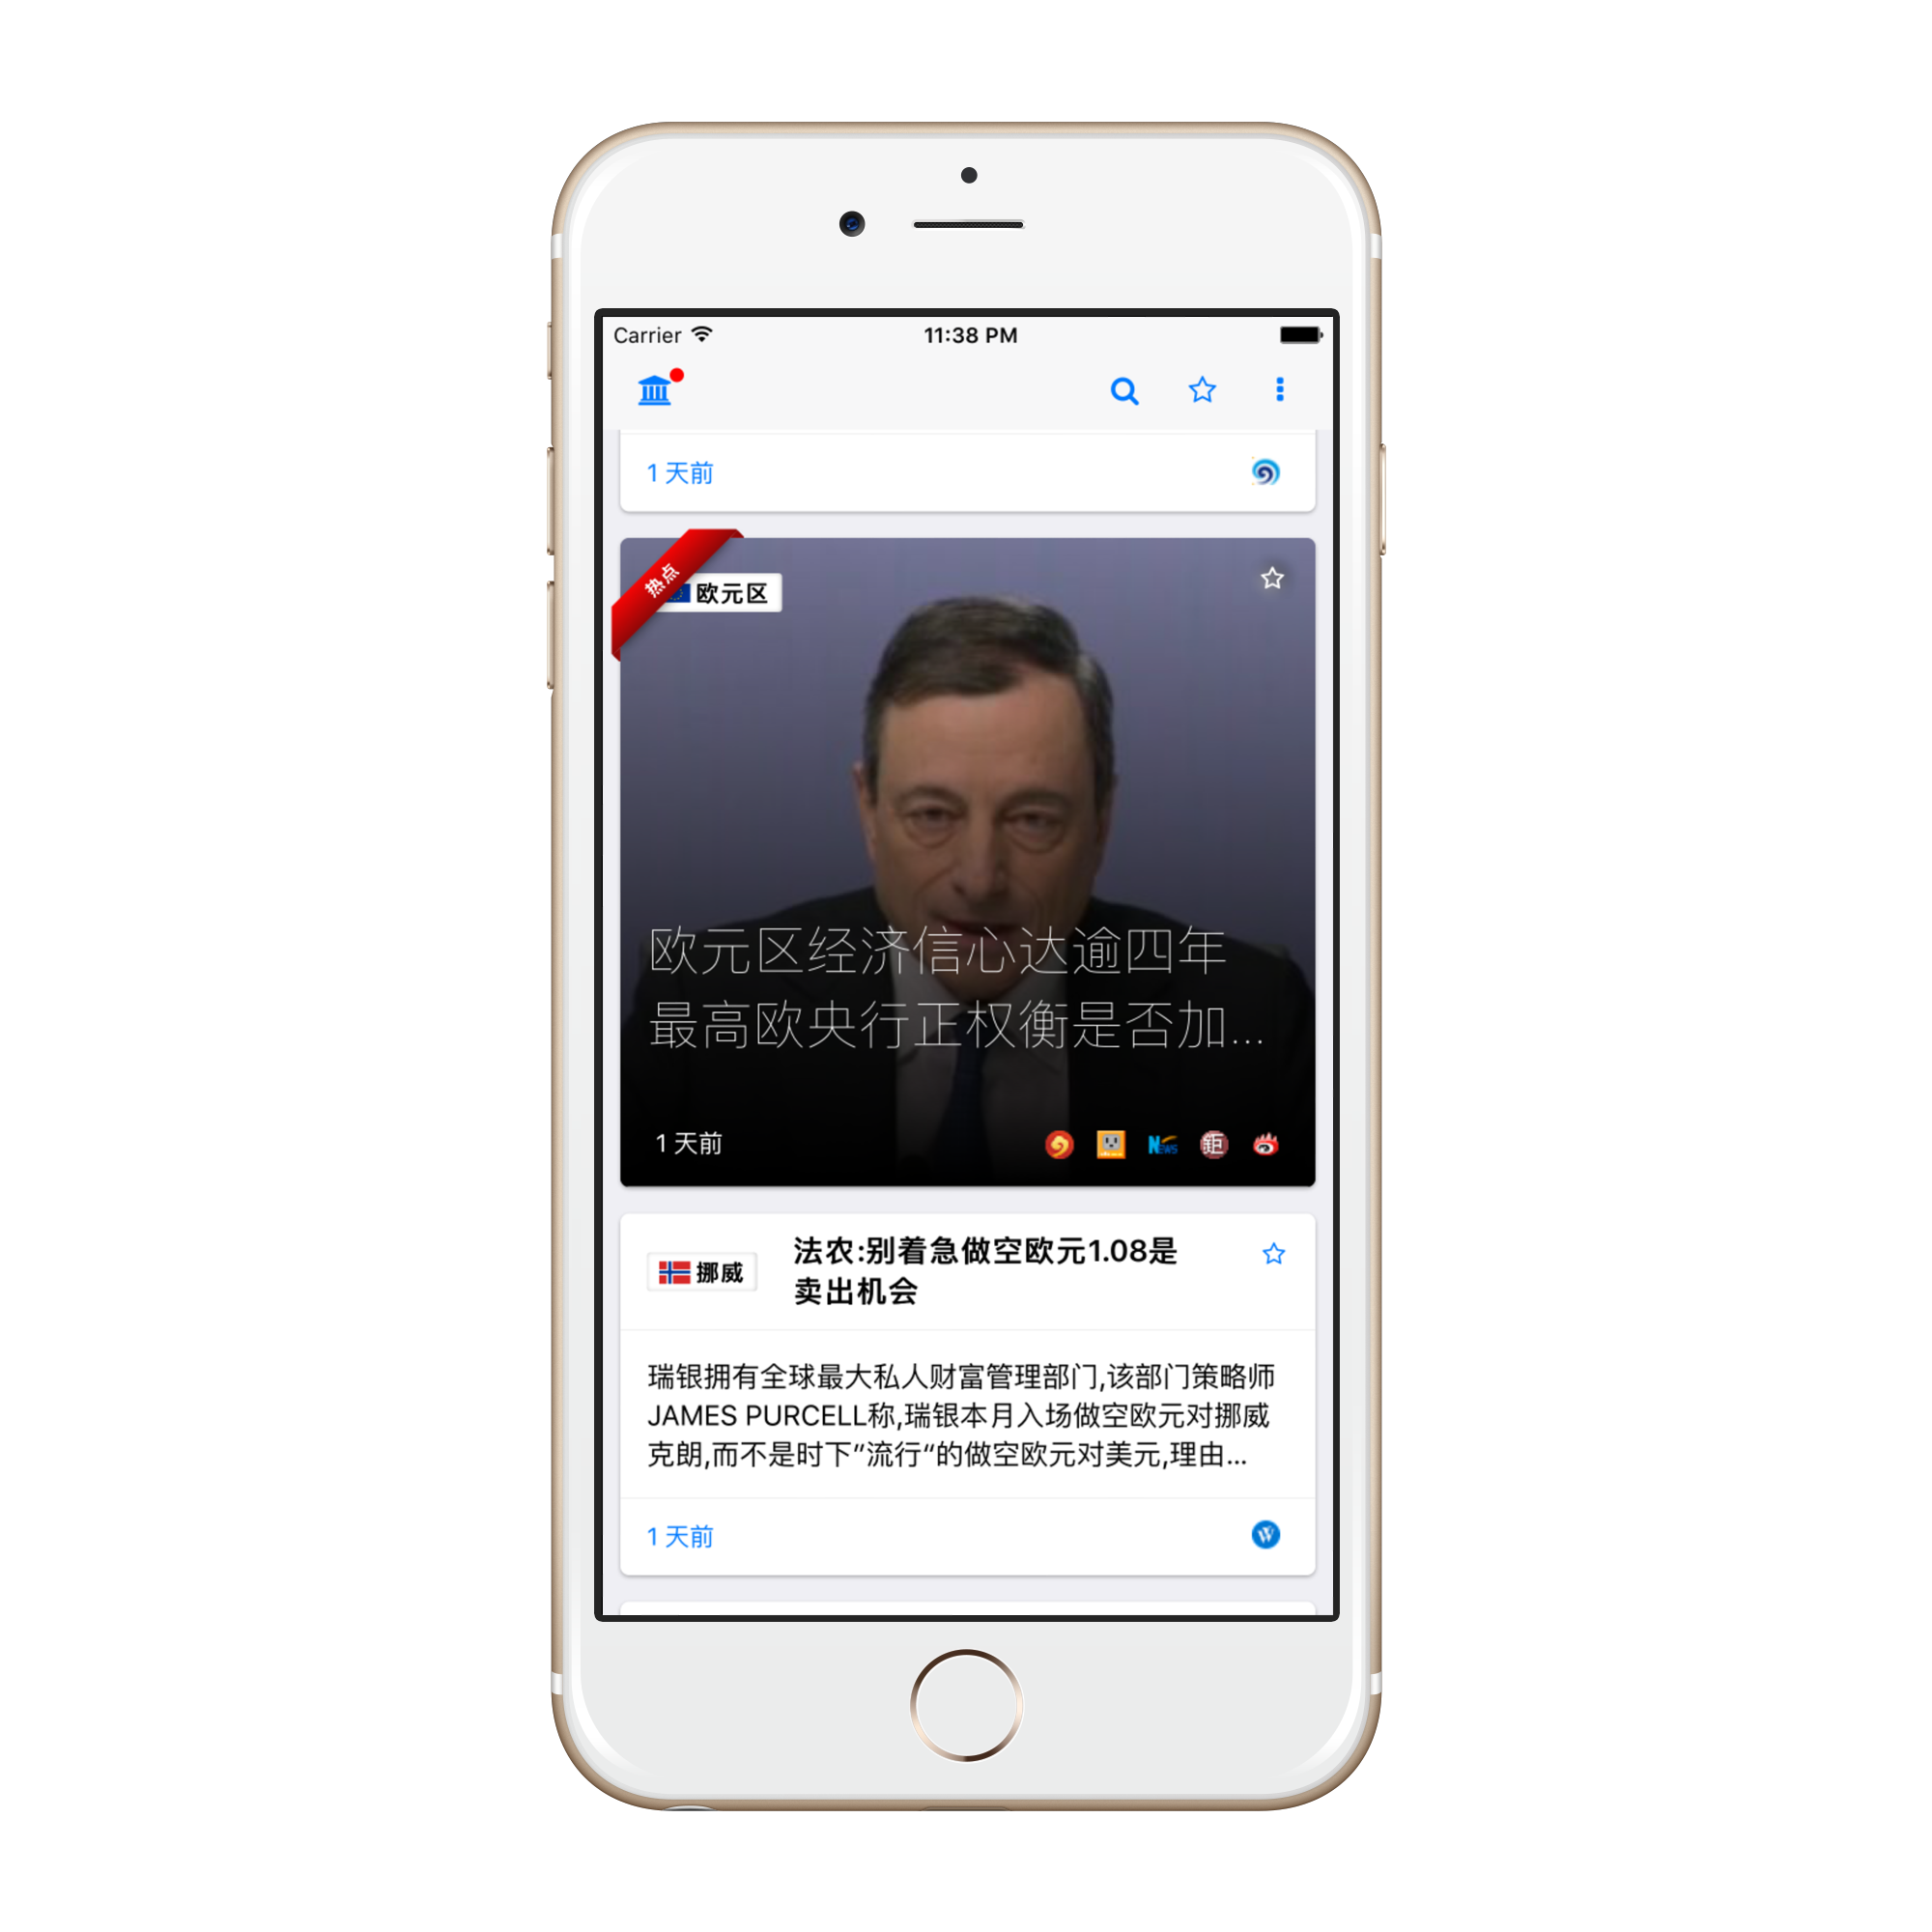 Carrier
11:38 PM
1 天前
热点
欧元区
欧元区经济信心达逾四年
最高欧央行正权衡是否加...
1 天前
NEWS
钜
挪威
法农:别着急做空欧元1.08是
卖出机会
瑞银拥有全球最大私人财富管理部门,该部门策略师
JAMES PURCELL称,瑞银本月入场做空欧元对挪威
克朗,而不是时下”流行“的做空欧元对美元,理由...
1 天前
W